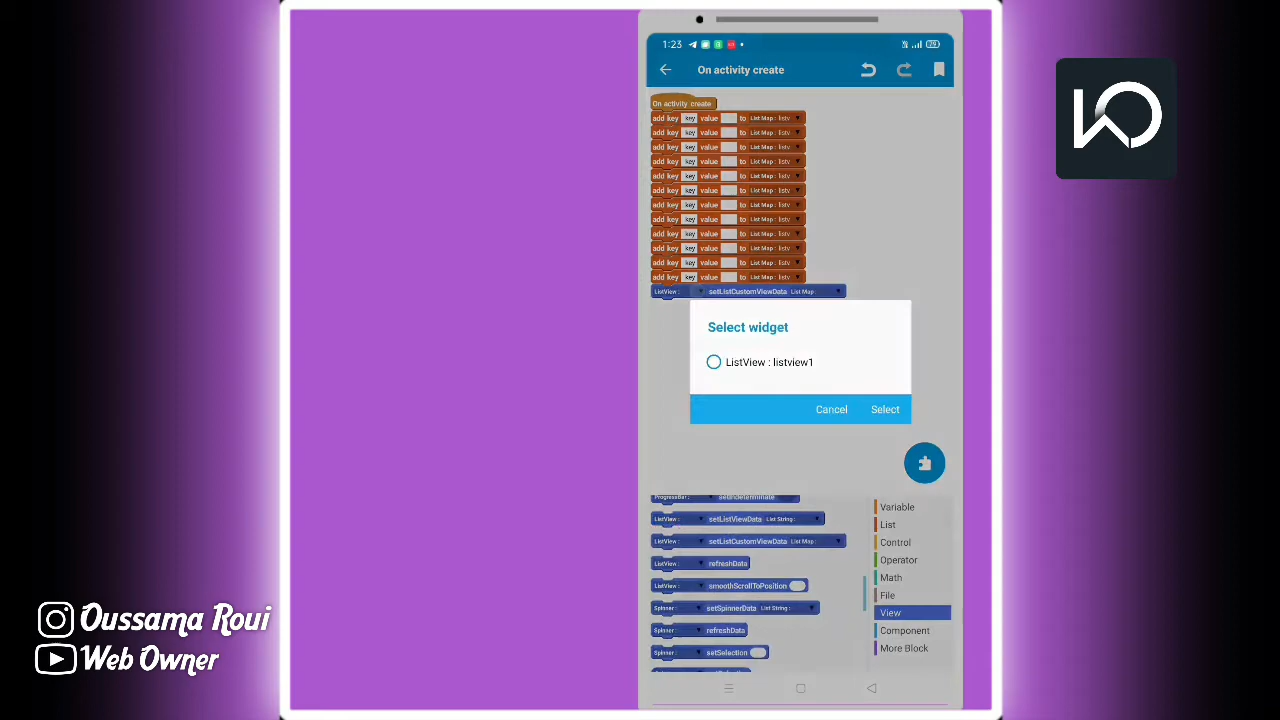 1:23
79
On activity create
On activity create
add key key value to List Map : listv
add key key value to List Map : listv
add key key value to List Map : listv
add key key value to List Map : listv
add key key value to List Map : listv
add key key value to List Map : listv
add key key value to List Map : listv
add key key value to List Map : listv
add key key value to List Map : listv
add key key value to List Map : listv
add key key value to List Map : listv
add key key value to List Map : listv
ListView : setListCustomViewData List Map :
Select widget
ListView : listview1
Cancel Select
ProgressBar : setIndeterminate
ListView : setListViewData List String :
ListView : setListCustomViewData List Map :
ListView : refreshData
ListView : smoothScrollToPosition
Spinner : setSpinnerData List String :
Spinner : refreshData
Spinner : setSelection
Variable
List
Control
Operator
Math
File
View
Component
More Block
Oussama Roui
Web Owner